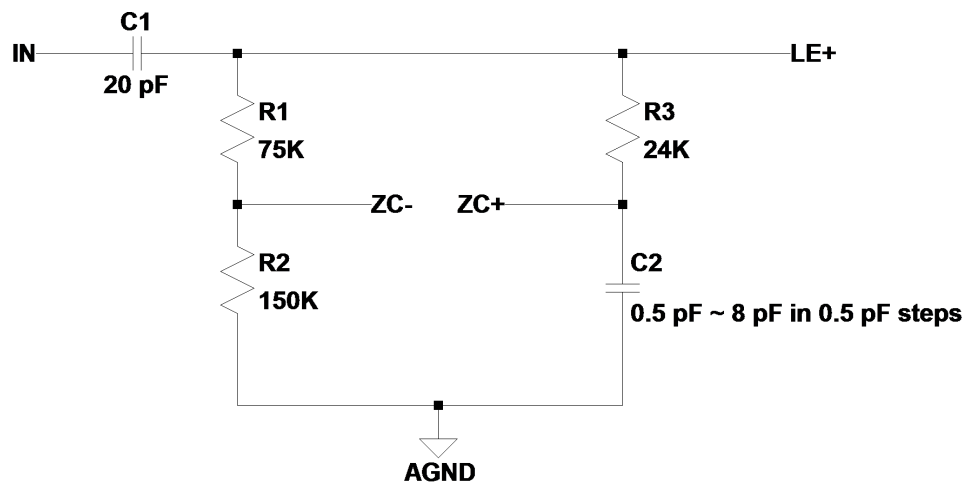 C1
IN
20 pF
LE+
R1
75K
R3
24K
ZC-
ZC+
R2
150K
C2
0.5 pF ~ 8 pF in 0.5 pF steps
AGND